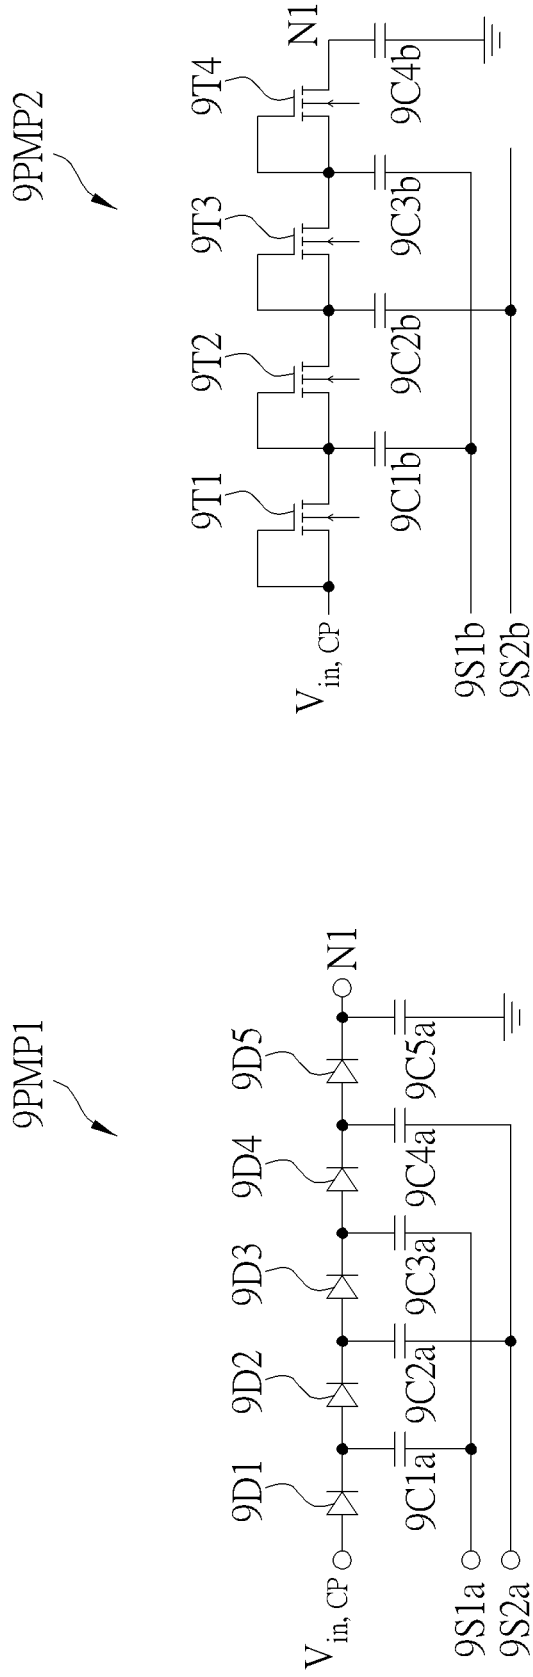 9PMP1
9D1
9D2
9D3
9D4
9D5
V in, CP
N1
9C1a
9C2a
9C3a
9C4a
9C5a
9S1a
9S2a
9PMP2
9T1
9T2
9T3
9T4
V in, CP
N1
9C1b
9C2b
9C3b
9C4b
9S1b
9S2b